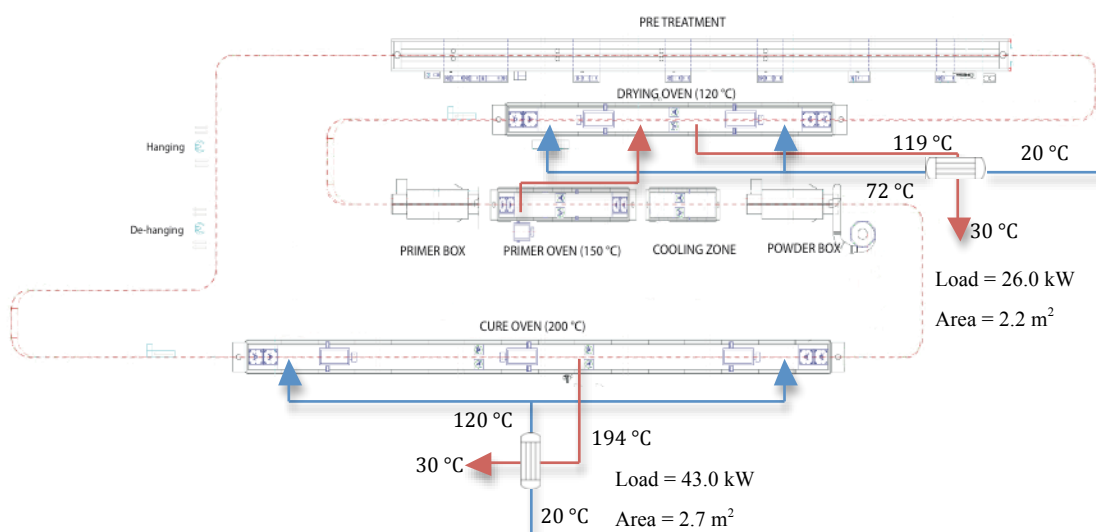 PRE TREATMENT
DRYING OVEN (120 °C)
Hanging
119 °C
20 °C
72 °C
De-hanging
PRIMER BOX
PRIMER OVEN (150 °C)
COOLING ZONE
POWDER BOX
30 °C
Load = 26.0 kW
Area = 2.2 m²
CURE OVEN (200 °C)
120 °C
194 °C
30 °C
Load = 43.0 kW
20 °C
Area = 2.7 m²